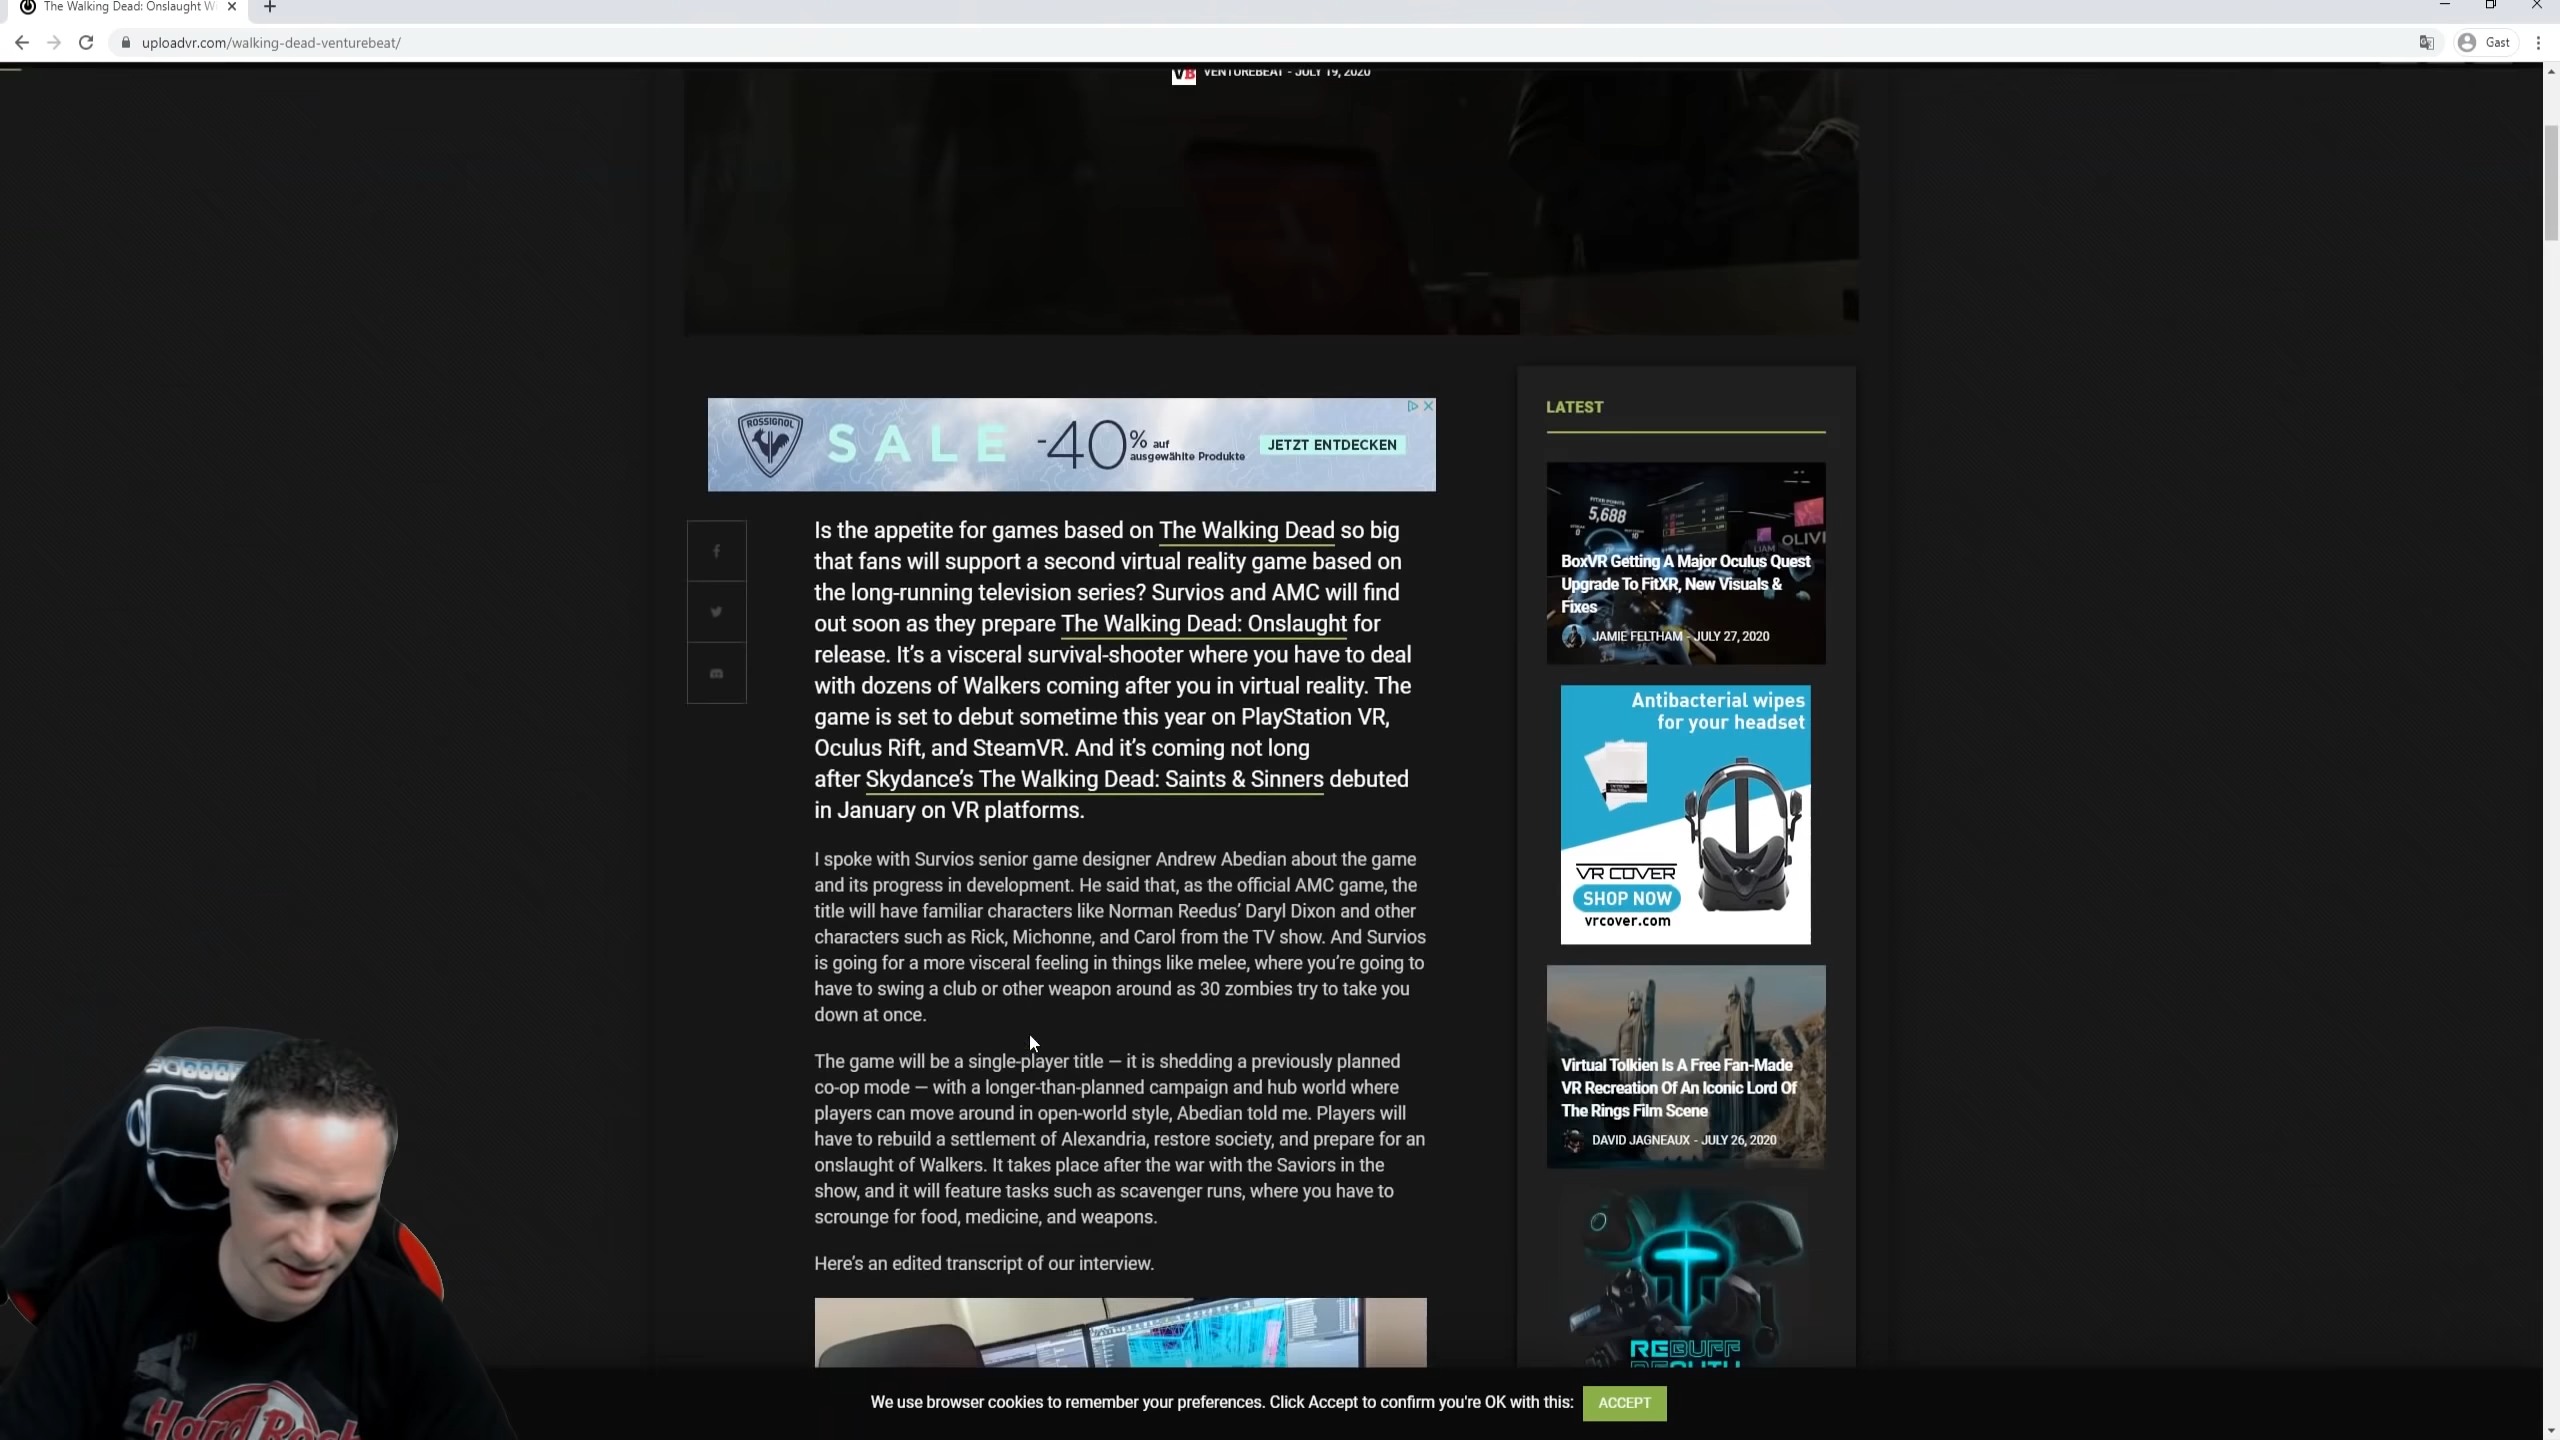 The Walking Dead: Onslaught W
uploadvr.com/walking-dead-venturebeat/
Gast
VB
VENTUREBEAT - JULY 19, 2020
ROSSIGNOL
SALE
-40% auf ausgewählte Produkte
JETZT ENTDECKEN
Is the appetite for games based on The Walking Dead so big
that fans will support a second virtual reality game based on
the long-running television series? Survios and AMC will find
out soon as they prepare The Walking Dead: Onslaught for
release. It’s a visceral survival-shooter where you have to deal
with dozens of Walkers coming after you in virtual reality. The
game is set to debut sometime this year on PlayStation VR,
Oculus Rift, and SteamVR. And it’s coming not long
after Skydance’s The Walking Dead: Saints & Sinners debuted
in January on VR platforms.
I spoke with Survios senior game designer Andrew Abedian about the game
and its progress in development. He said that, as the official AMC game, the
title will have familiar characters like Norman Reedus’ Daryl Dixon and other
characters such as Rick, Michonne, and Carol from the TV show. And Survios
is going for a more visceral feeling in things like melee, where you’re going to
have to swing a club or other weapon around as 30 zombies try to take you
down at once.
The game will be a single-player title — it is shedding a previously planned
co-op mode — with a longer-than-planned campaign and hub world where
players can move around in open-world style, Abedian told me. Players will
have to rebuild a settlement of Alexandria, restore society, and prepare for an
onslaught of Walkers. It takes place after the war with the Saviors in the
show, and it will feature tasks such as scavenger runs, where you have to
scrounge for food, medicine, and weapons.
Here’s an edited transcript of our interview.
LATEST
5,688
LIAM
OLIVI
BoxVR Getting A Major Oculus Quest
Upgrade To FitXR, New Visuals &
Fixes
JAMIE FELTHAM - JULY 27, 2020
Antibacterial wipes
for your headset
VR COVER
SHOP NOW
vrcover.com
Virtual Tolkien Is A Free Fan-Made
VR Recreation Of An Iconic Lord Of
The Rings Film Scene
DAVID JAGNEAUX - JULY 26, 2020
REBUFF
REALITY
Hard Rock
We use browser cookies to remember your preferences. Click Accept to confirm you're OK with this:
ACCEPT